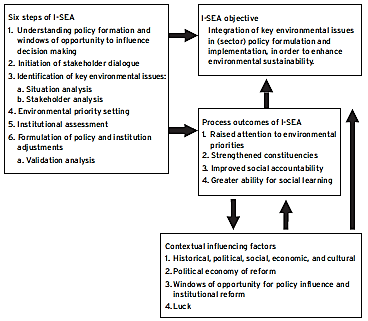 Six steps of I-SEA
1. Understanding policy formation and
windows of opportunity to influence
decision making
2. Initiation of stakeholder dialogue
3. Identification of key environmental issues:
a. Situation analysis
b. Stakeholder analysis
4. Environmental priority setting
5. Institutional assessment
6. Formulation of policy and institution
adjustments
a. Validation analysis
I-SEA objective
Integration of key environmental issues
in (sector) policy formulation and
implementation, in order to enhance
environmental sustainability.
Process outcomes of I-SEA
1. Raised attention to environmental
priorities
2. Strengthened constituencies
3. Improved social accountability
4. Greater ability for social learning
Contextual influencing factors
1. Historical, political, social, economic, and cultural
2. Political economy of reform
3. Windows of opportunity for policy influence and
institutional reform
4. Luck